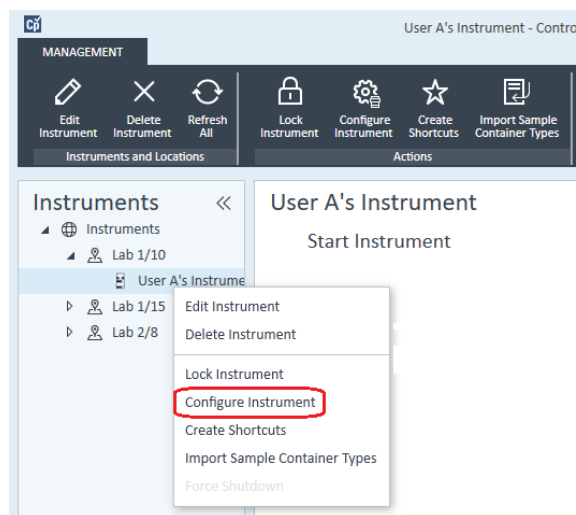 Cp
User A's Instrument - Contro
MANAGEMENT
Edit Instrument
Delete Instrument
Refresh All
Lock Instrument
Configure Instrument
Create Shortcuts
Import Sample Container Types
Instruments and Locations
Actions
Instruments
Instruments
Lab 1/10
User A's Instrume
Lab 1/15
Lab 2/8
User A's Instrument
Start Instrument
Edit Instrument
Delete Instrument
Lock Instrument
Configure Instrument
Create Shortcuts
Import Sample Container Types
Force Shutdown